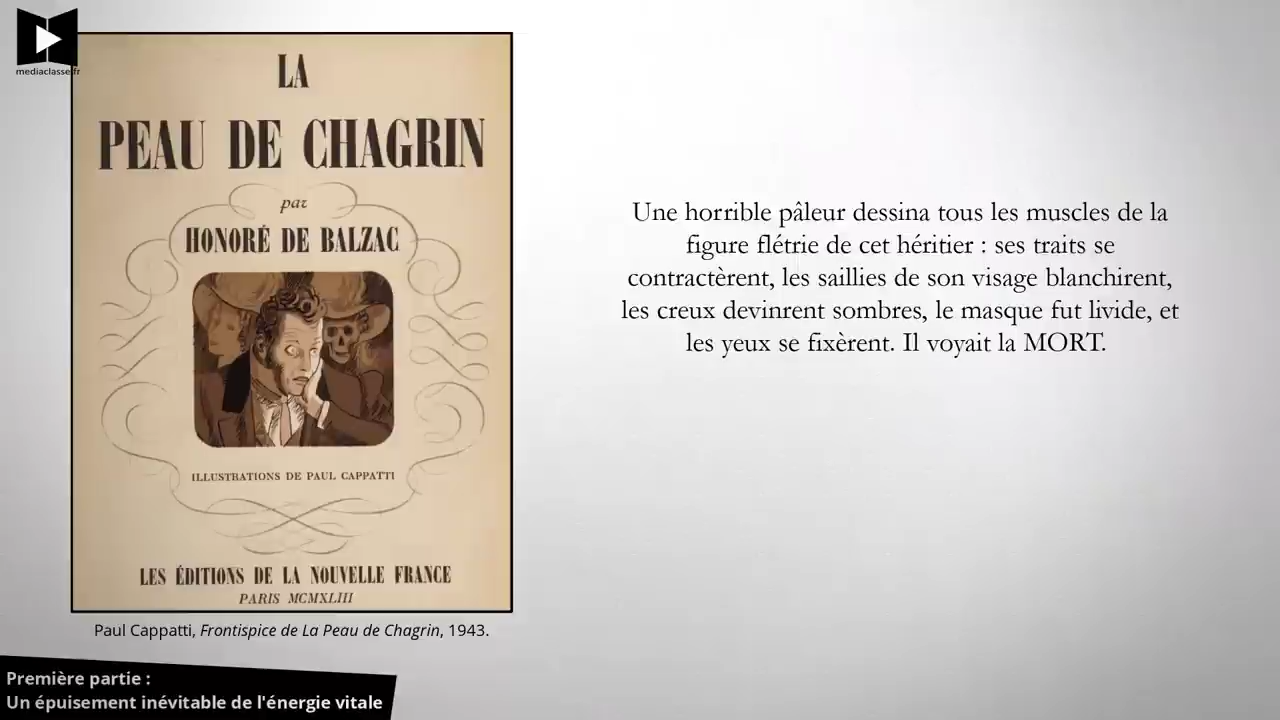 mediaclasse.fr
LA
PEAU DE CHAGRIN
par
HONORÉ DE BALZAC
ILLUSTRATIONS DE PAUL CAPPATTI
LES ÉDITIONS DE LA NOUVELLE FRANCE
PARIS MCMXLIII
Paul Cappatti, Frontispice de La Peau de Chagrin, 1943.
Une horrible pâleur dessina tous les muscles de la
figure flétrie de cet héritier : ses traits se
contractèrent, les saillies de son visage blanchirent,
les creux devinrent sombres, le masque fut livide, et
les yeux se fixèrent. Il voyait la MORT.
Première partie :
Un épuisement inévitable de l'énergie vitale